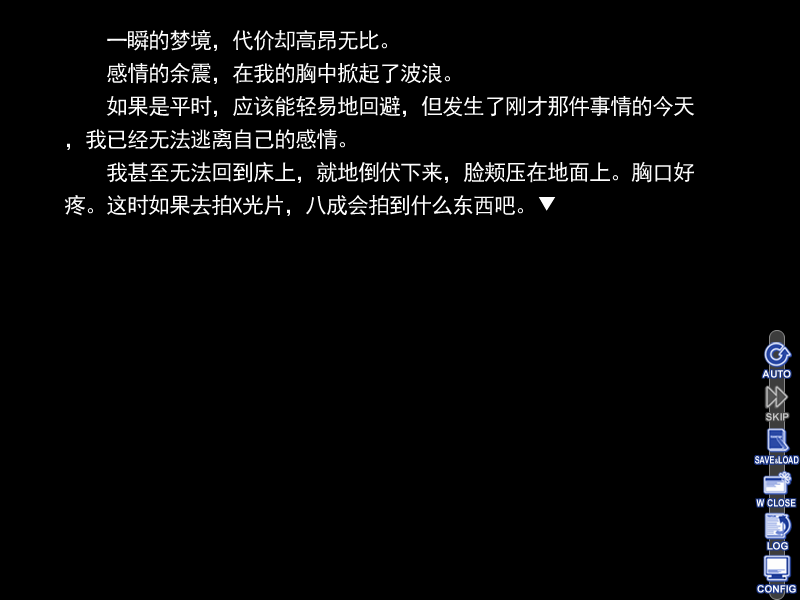 一瞬的梦境，代价却高昂无比。
感情的余震，在我的胸中掀起了波浪。
如果是平时，应该能轻易地回避，但发生了刚才那件事情的今天
，我已经无法逃离自己的感情。
我甚至无法回到床上，就地倒伏下来，脸颊压在地面上。胸口好
疼。这时如果去拍X光片，八成会拍到什么东西吧。▼
AUTO
SKIP
SAVE&LOAD
W CLOSE
LOG
CONFIG